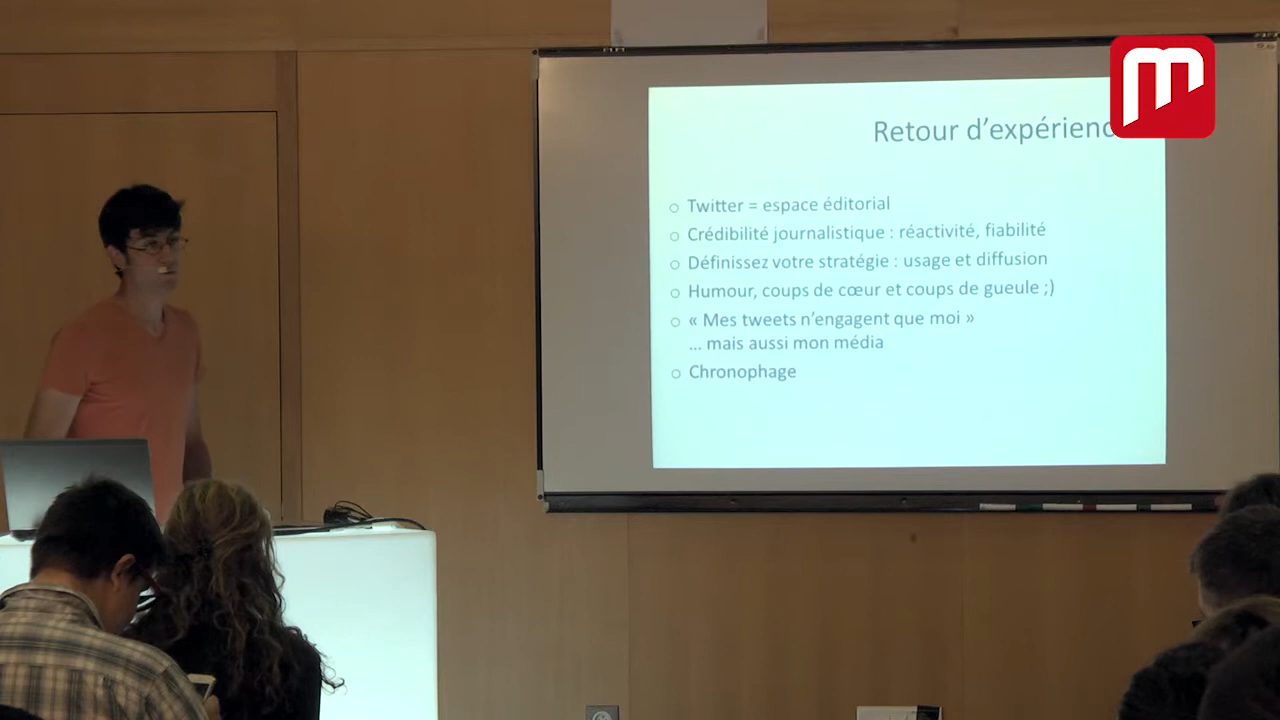 Retour d'expérienc
○ Twitter = espace éditorial
○ Crédibilité journalistique : réactivité, fiabilité
○ Définissez votre stratégie : usage et diffusion
○ Humour, coups de cœur et coups de gueule ;)
○ « Mes tweets n'engagent que moi »
... mais aussi mon média
○ Chronophage